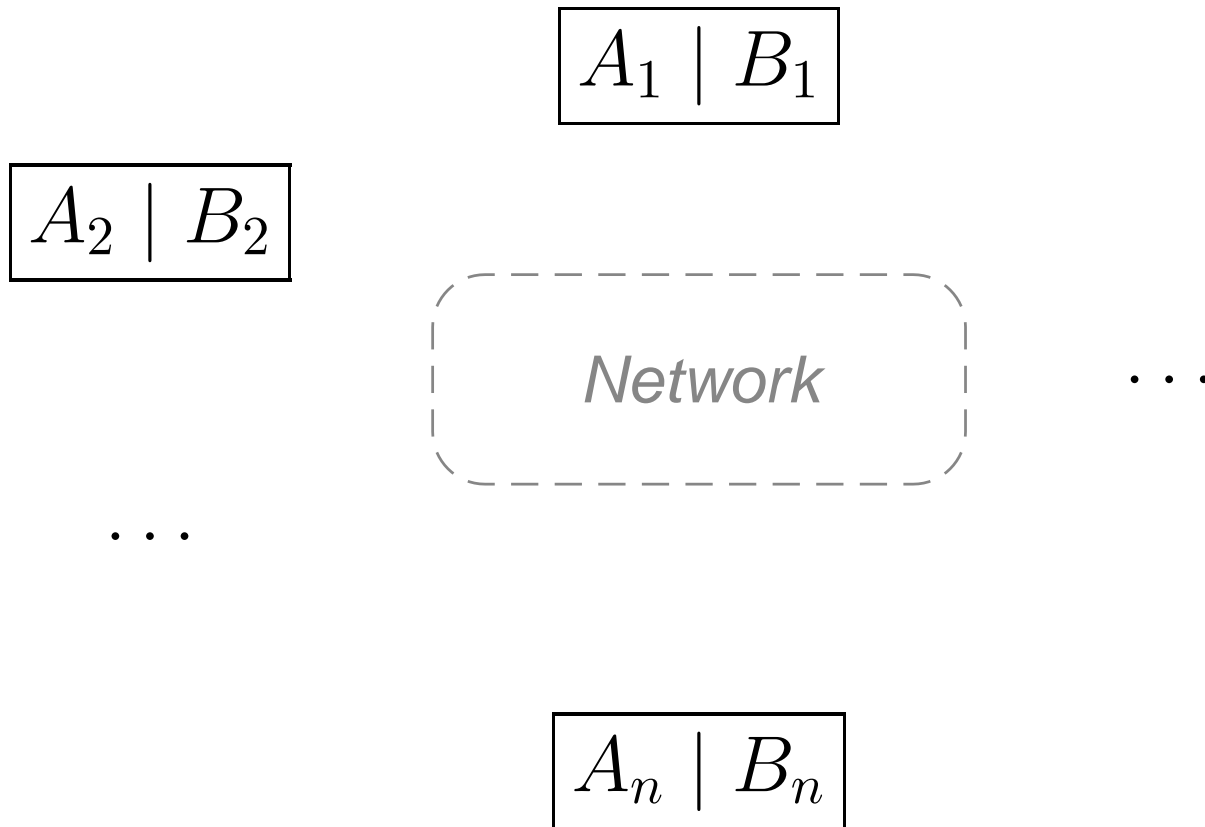 A₁ | B₁
A₂ | B₂
Network
. . .
. . .
Aₙ | Bₙ